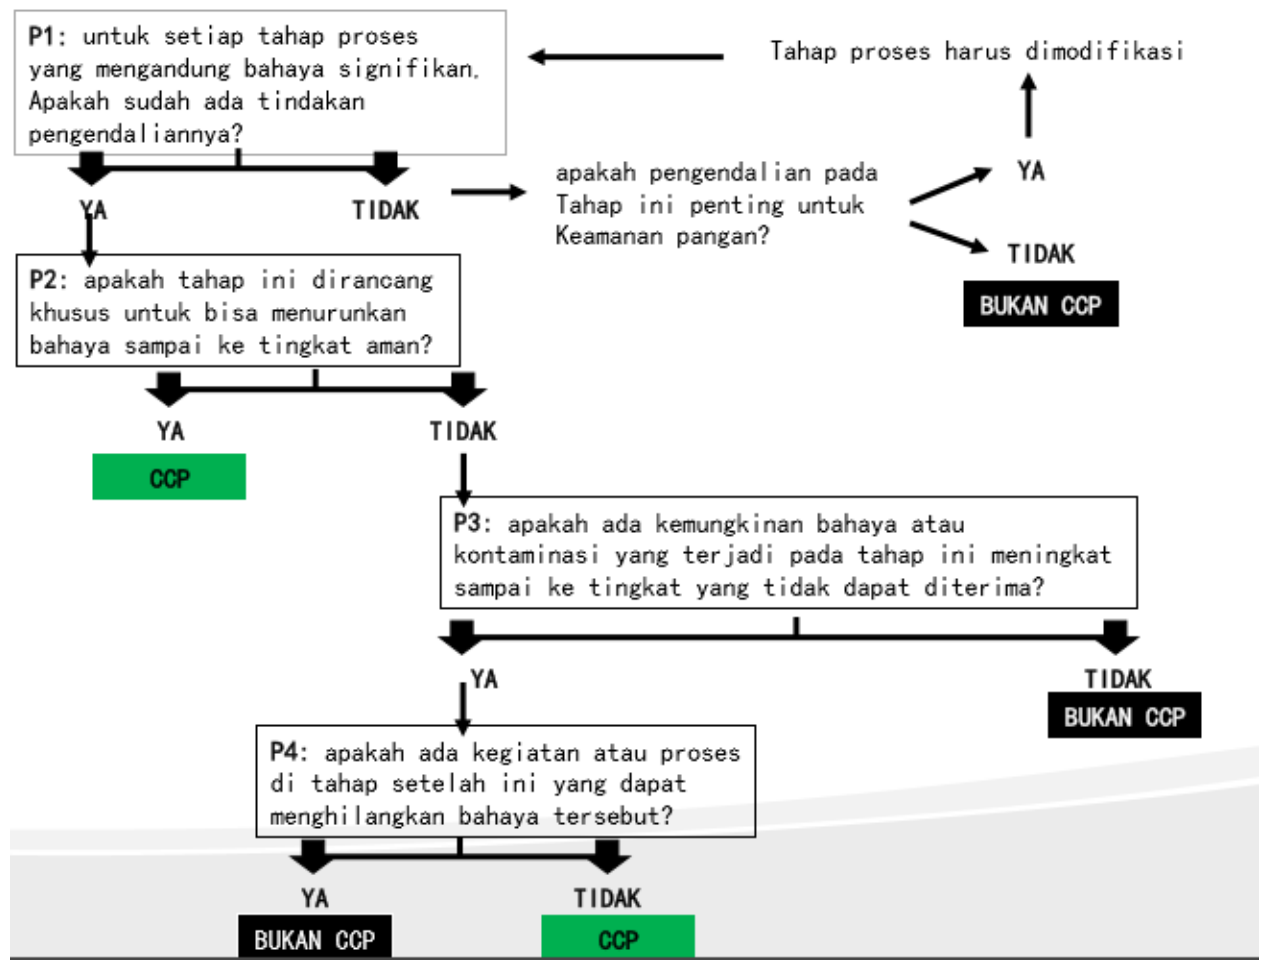 P1: untuk setiap tahap proses
yang mengandung bahaya signifikan.
Apakah sudah ada tindakan
pengendaliannya?
Tahap proses harus dimodifikasi
YA
TIDAK
apakah pengendalian pada
Tahap ini penting untuk
Keamanan pangan?
YA
TIDAK
BUKAN CCP
P2: apakah tahap ini dirancang
khusus untuk bisa menurunkan
bahaya sampai ke tingkat aman?
YA
TIDAK
CCP
P3: apakah ada kemungkinan bahaya atau
kontaminasi yang terjadi pada tahap ini meningkat
sampai ke tingkat yang tidak dapat diterima?
YA
TIDAK
BUKAN CCP
P4: apakah ada kegiatan atau proses
di tahap setelah ini yang dapat
menghilangkan bahaya tersebut?
YA
TIDAK
BUKAN CCP
CCP